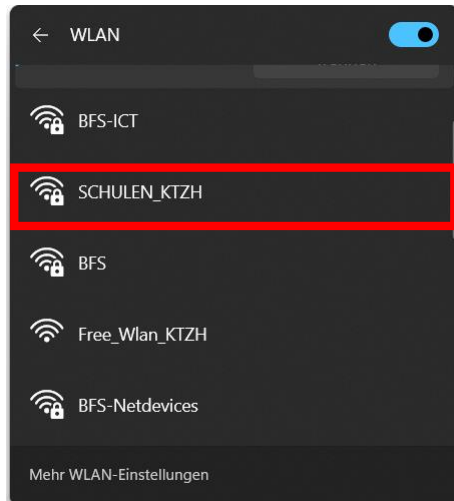 WLAN
BFS-ICT
SCHULEN_KTZH
BFS
Free_Wlan_KTZH
BFS-Netdevices
Mehr WLAN-Einstellungen